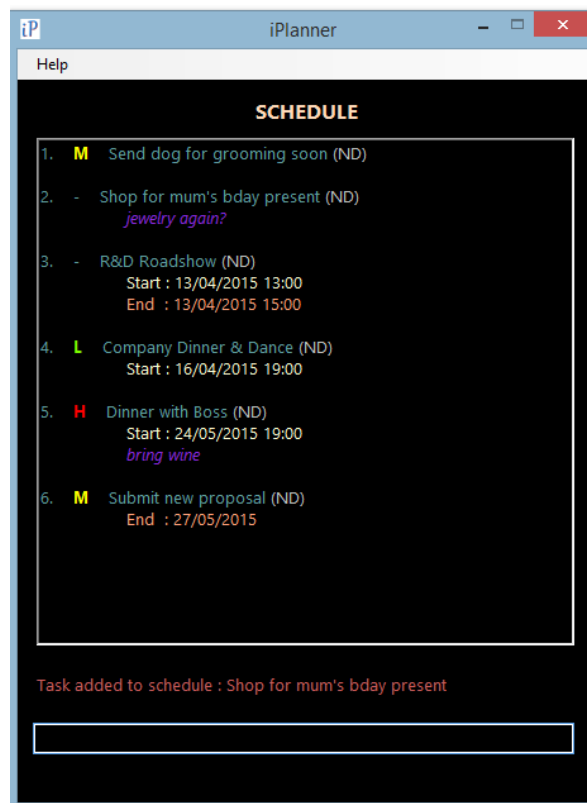 iP iPlanner
Help
SCHEDULE
1. M Send dog for grooming soon (ND)
2. - Shop for mum's bday present (ND)
jewelry again?
3. - R&D Roadshow (ND)
Start : 13/04/2015 13:00
End : 13/04/2015 15:00
4. L Company Dinner & Dance (ND)
Start : 16/04/2015 19:00
5. H Dinner with Boss (ND)
Start : 24/05/2015 19:00
bring wine
6. M Submit new proposal (ND)
End : 27/05/2015
Task added to schedule : Shop for mum's bday present